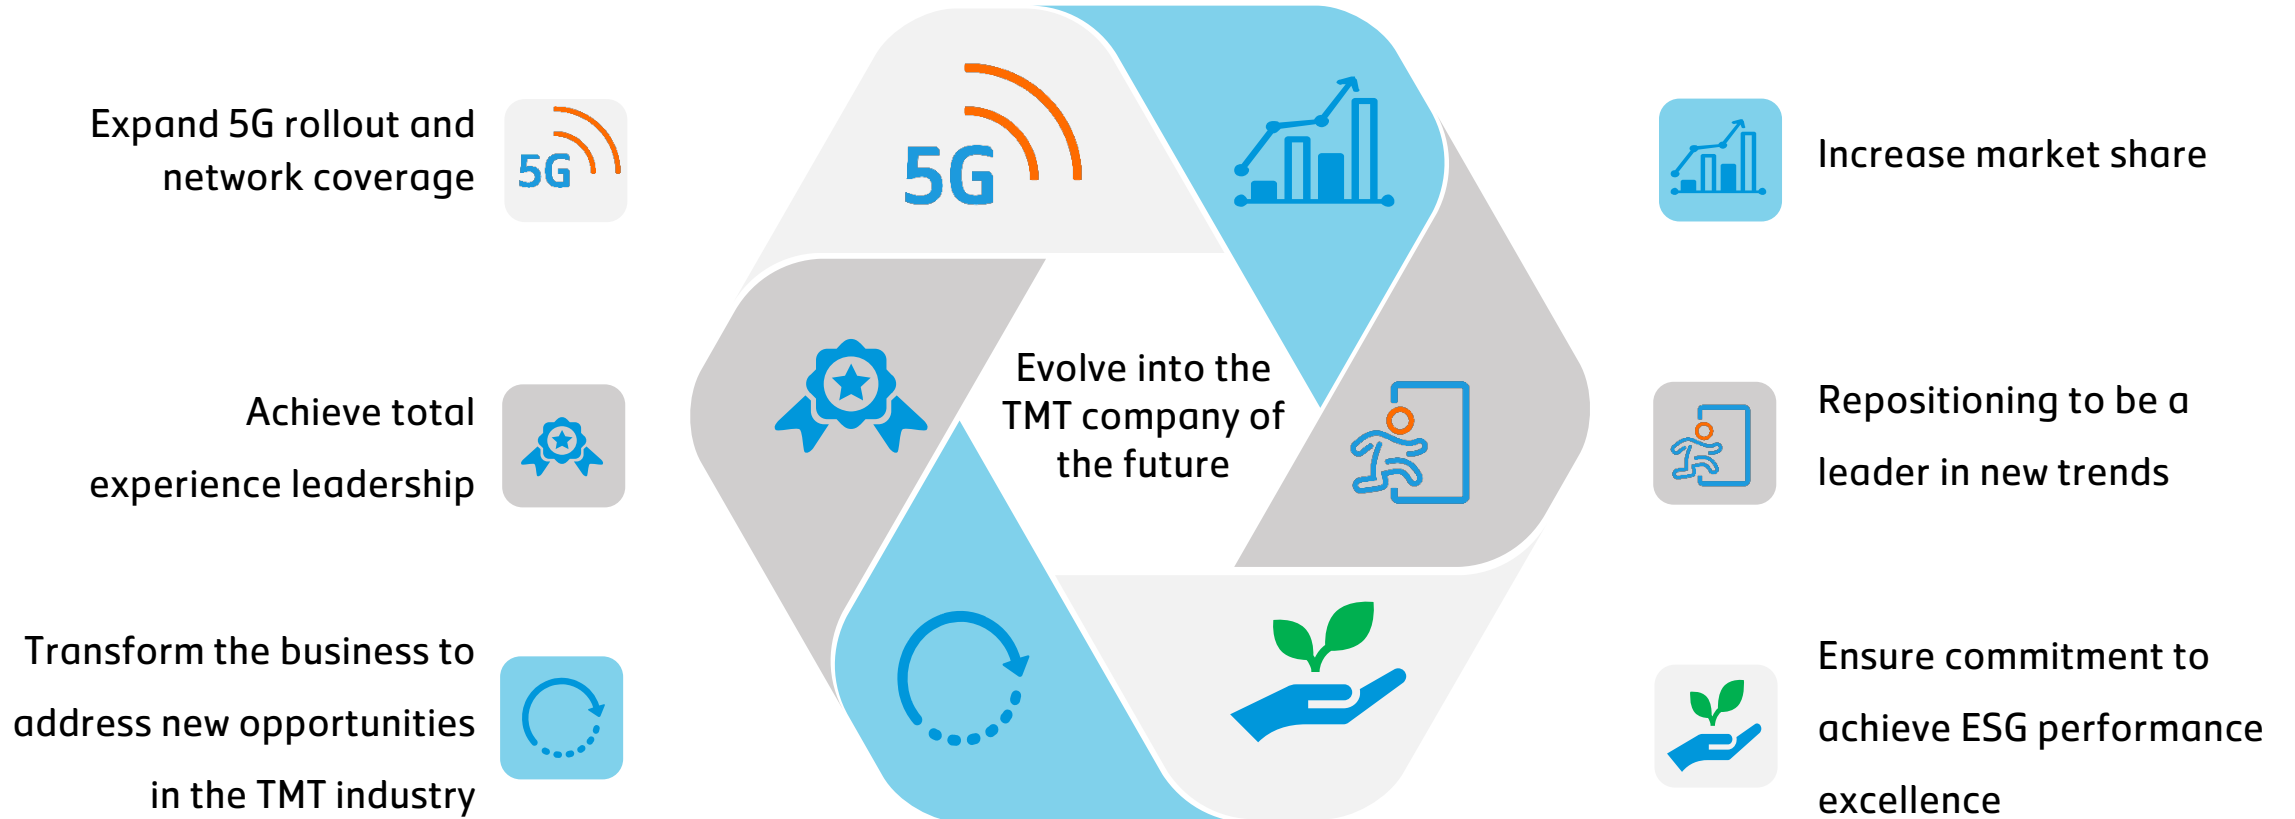 Expand 5G rollout and
network coverage
5G
Achieve total
experience leadership
Transform the business to
address new opportunities
in the TMT industry
5G
Evolve into the
TMT company of
the future
Increase market share
Repositioning to be a
leader in new trends
Ensure commitment to
achieve ESG performance
excellence